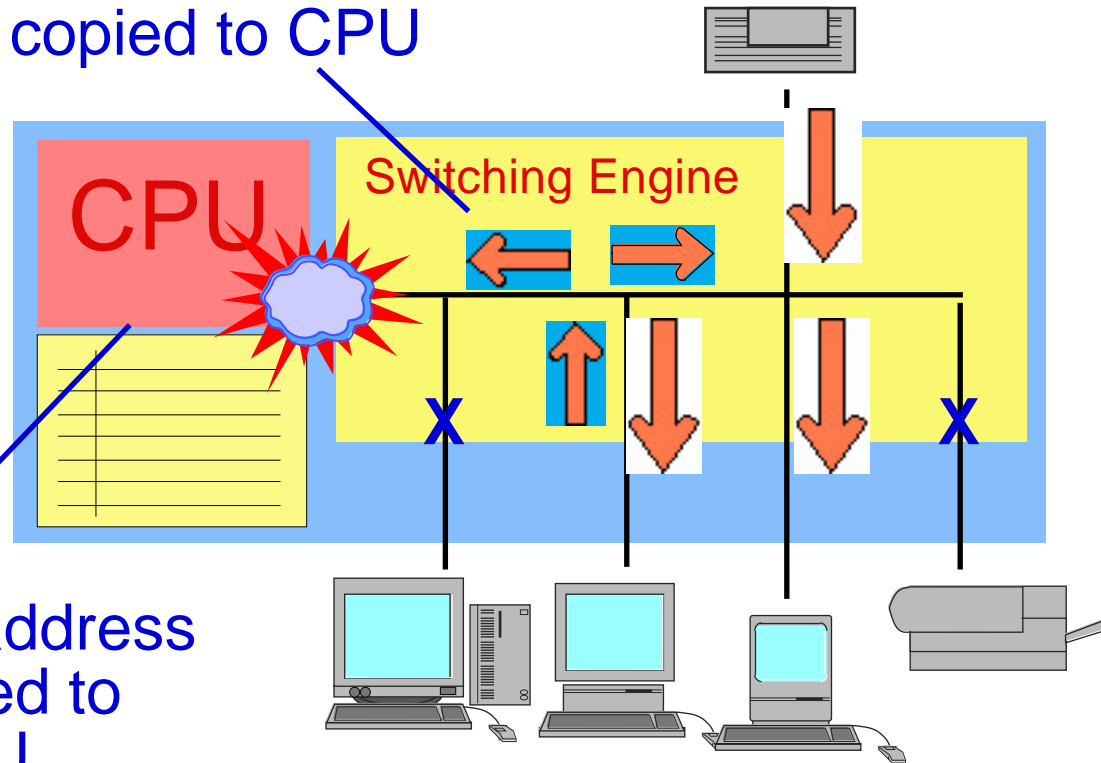 copied to CPU
CPU
Switching Engine
X
X
ddress
ed to